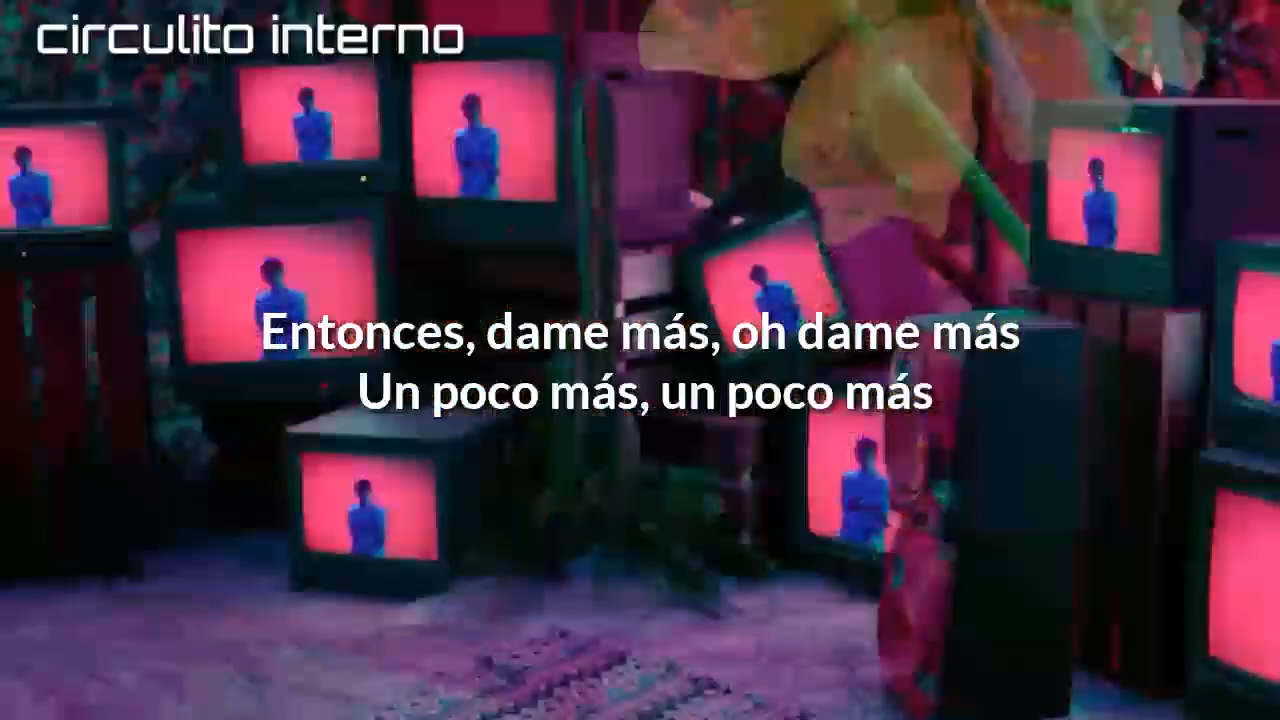 circulito interno
Entonces, dame más, oh dame más
Un poco más, un poco más